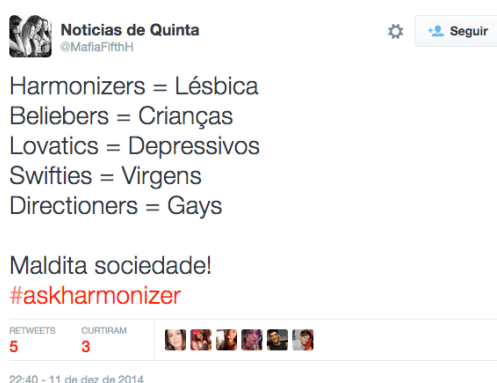 Noticias de Quinta
@MafiaFifthH
Seguir
Harmonizers = Lésbica
Beliebers = Crianças
Lovatics = Depressivos
Swifties = Virgens
Directioners = Gays
Maldita sociedade!
#askharmonizer
RETWEETS
5
CURTIRAM
3
22:40 - 11 de dez de 2014